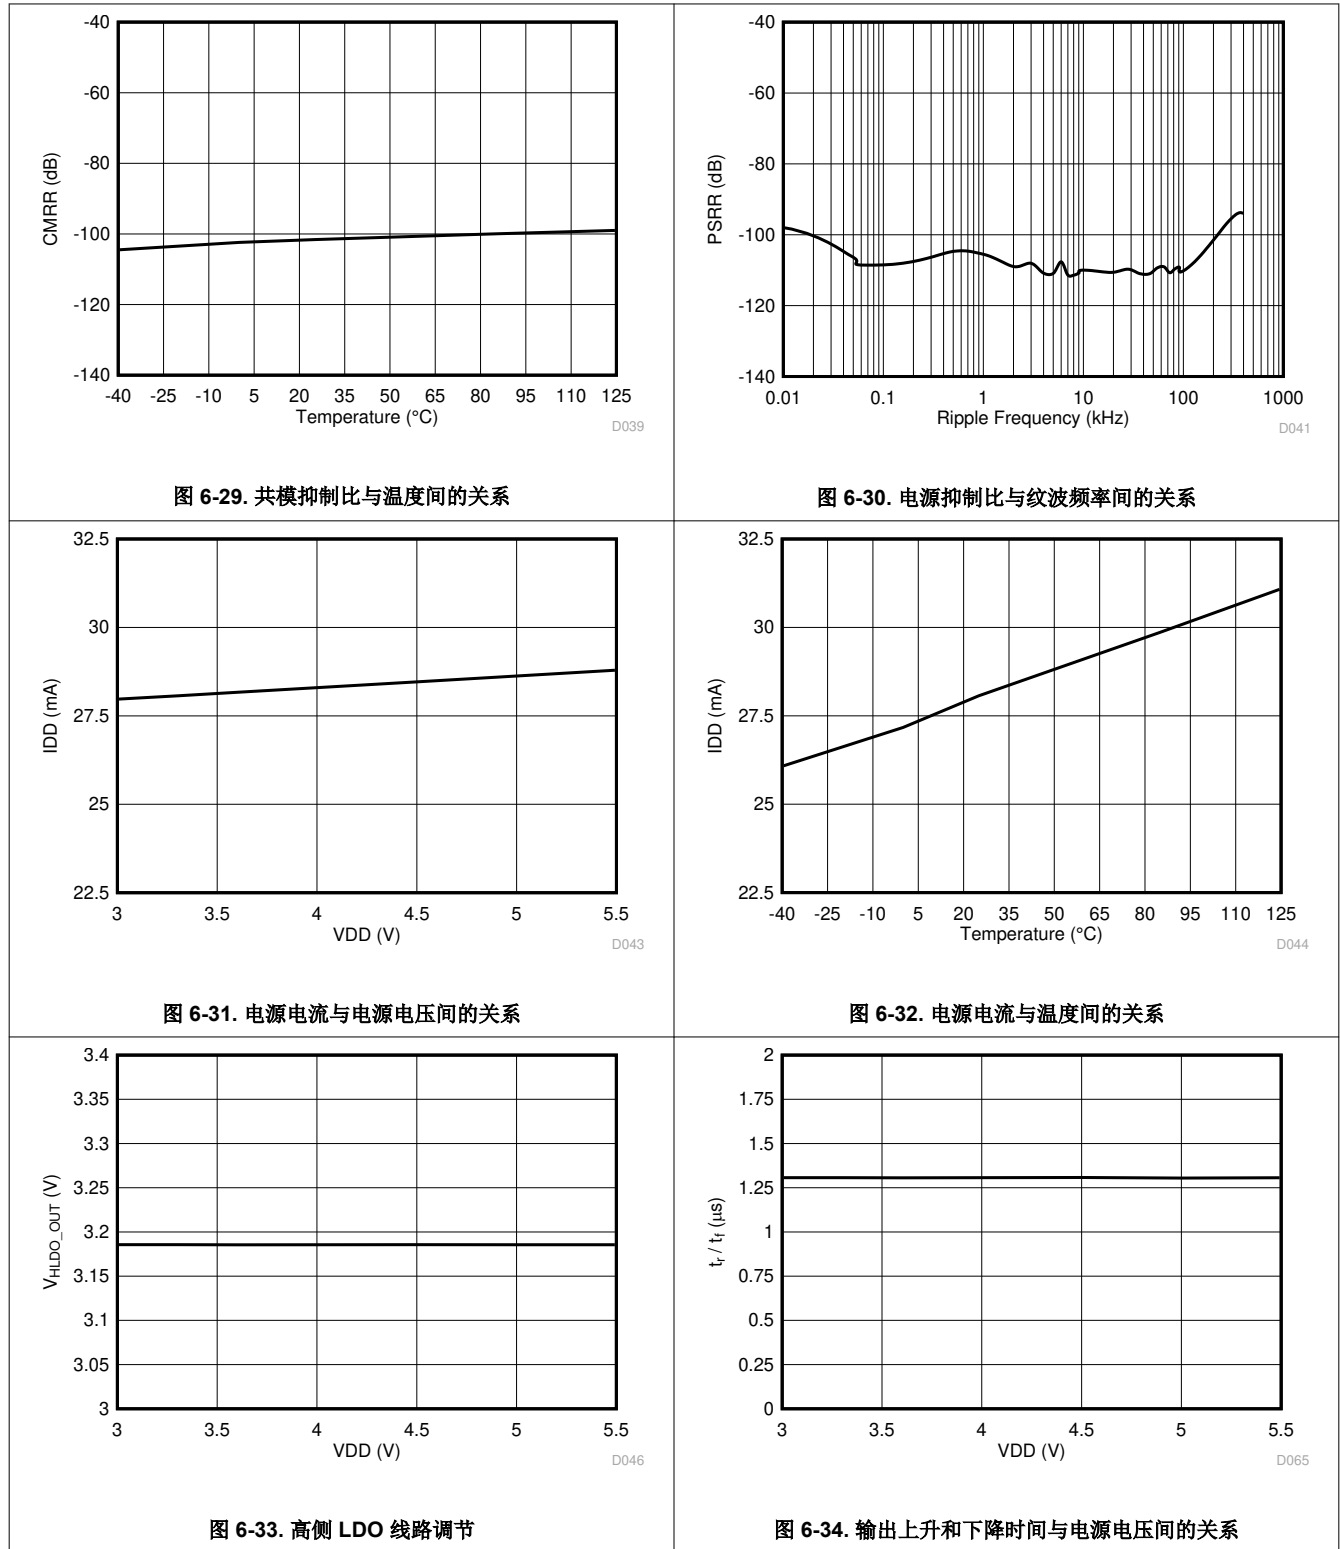 -40
-60
-80
-100
-120
-140
CMRR (dB)
-40 -25 -10 5 20 35 50 65 80 95 110 125
Temperature (°C)
D039
图 6-29. 共模抑制比与温度间的关系
-40
-60
-80
-100
-120
-140
PSRR (dB)
0.01 0.1 1 10 100 1000
Ripple Frequency (kHz)
D041
图 6-30. 电源抑制比与纹波频率间的关系
32.5
30
27.5
25
22.5
IDD (mA)
3 3.5 4 4.5 5 5.5
VDD (V)
D043
图 6-31. 电源电流与电源电压间的关系
32.5
30
27.5
25
22.5
IDD (mA)
-40 -25 -10 5 20 35 50 65 80 95 110 125
Temperature (°C)
D044
图 6-32. 电源电流与温度间的关系
3.4
3.35
3.3
3.25
3.2
3.15
3.1
3.05
3
VHLDO_OUT (V)
3 3.5 4 4.5 5 5.5
VDD (V)
D046
图 6-33. 高侧 LDO 线路调节
2
1.75
1.5
1.25
1
0.75
0.5
0.25
0
tr / tf (μs)
3 3.5 4 4.5 5 5.5
VDD (V)
D065
图 6-34. 输出上升和下降时间与电源电压间的关系